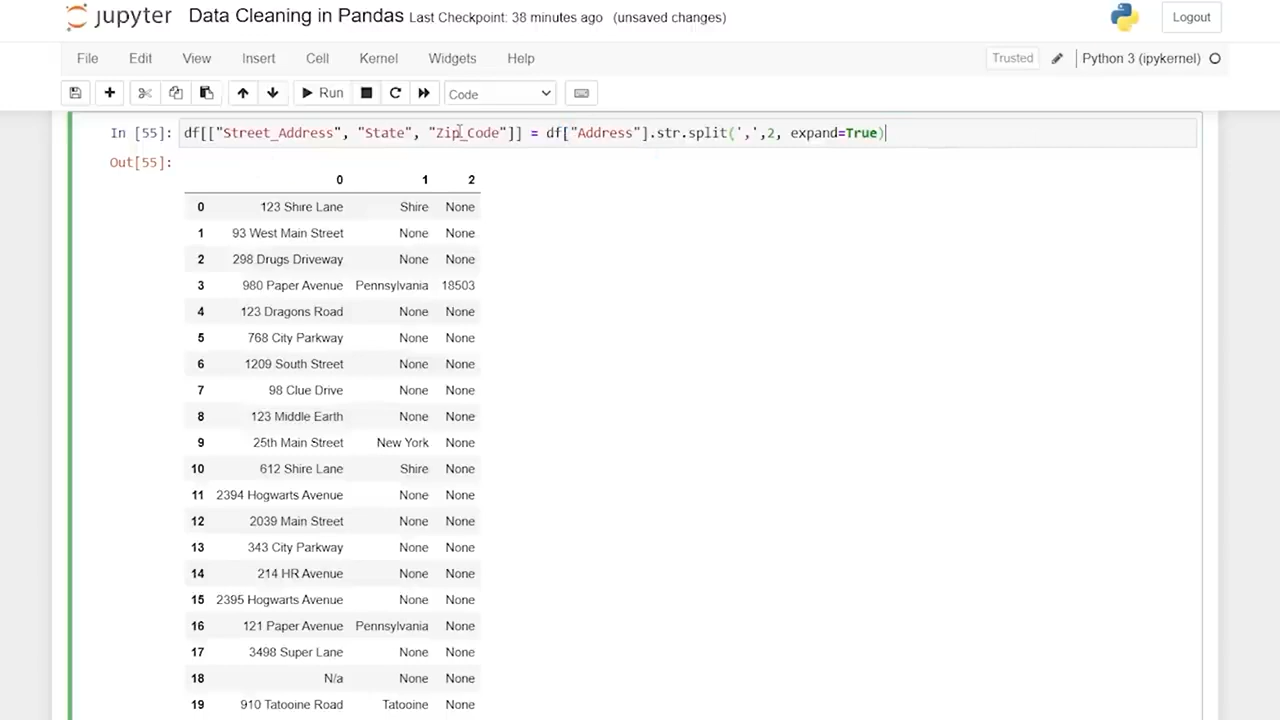 jupyter Data Cleaning in Pandas Last Checkpoint: 38 minutes ago (unsaved changes) Logout
File Edit View Insert Cell Kernel Widgets Help Trusted Python 3 (ipykernel)
Run Code
In [55]: df[["Street_Address", "State", "Zip_Code"]] = df["Address"].str.split(',',2, expand=True)
Out[55]:
0 1 2
0 123 Shire Lane Shire None
1 93 West Main Street None None
2 298 Drugs Driveway None None
3 980 Paper Avenue Pennsylvania 18503
4 123 Dragons Road None None
5 768 City Parkway None None
6 1209 South Street None None
7 98 Clue Drive None None
8 123 Middle Earth None None
9 25th Main Street New York None
10 612 Shire Lane Shire None
11 2394 Hogwarts Avenue None None
12 2039 Main Street None None
13 343 City Parkway None None
14 214 HR Avenue None None
15 2395 Hogwarts Avenue None None
16 121 Paper Avenue Pennsylvania None
17 3498 Super Lane None None
18 N/a None None
19 910 Tatooine Road Tatooine None